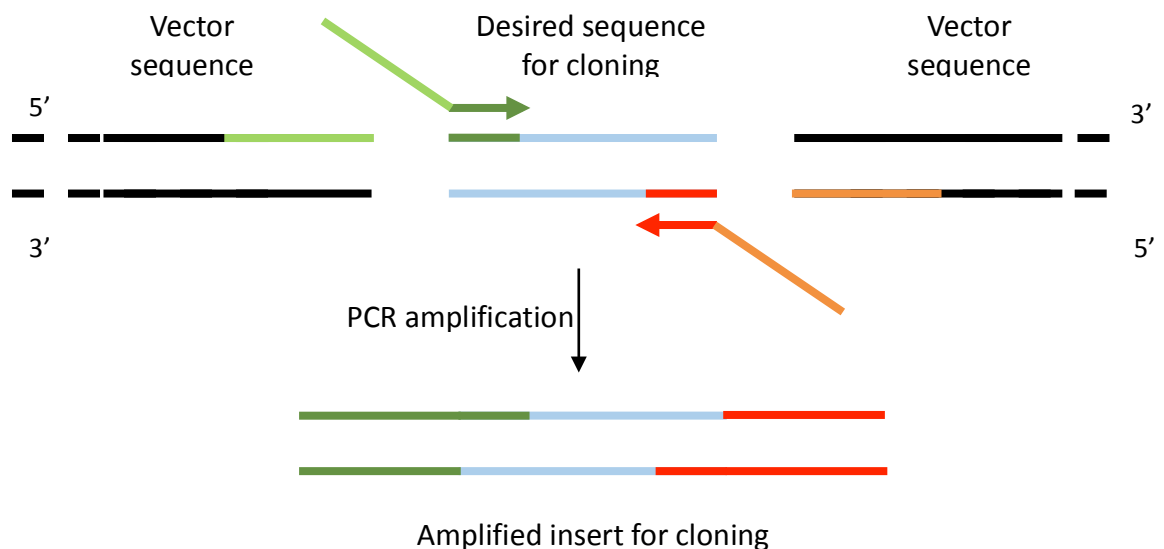 Vector
sequence
Desired sequence
for cloning
Vector
sequence
5’
3’
3’
5’
PCR amplification
Amplified insert for cloning